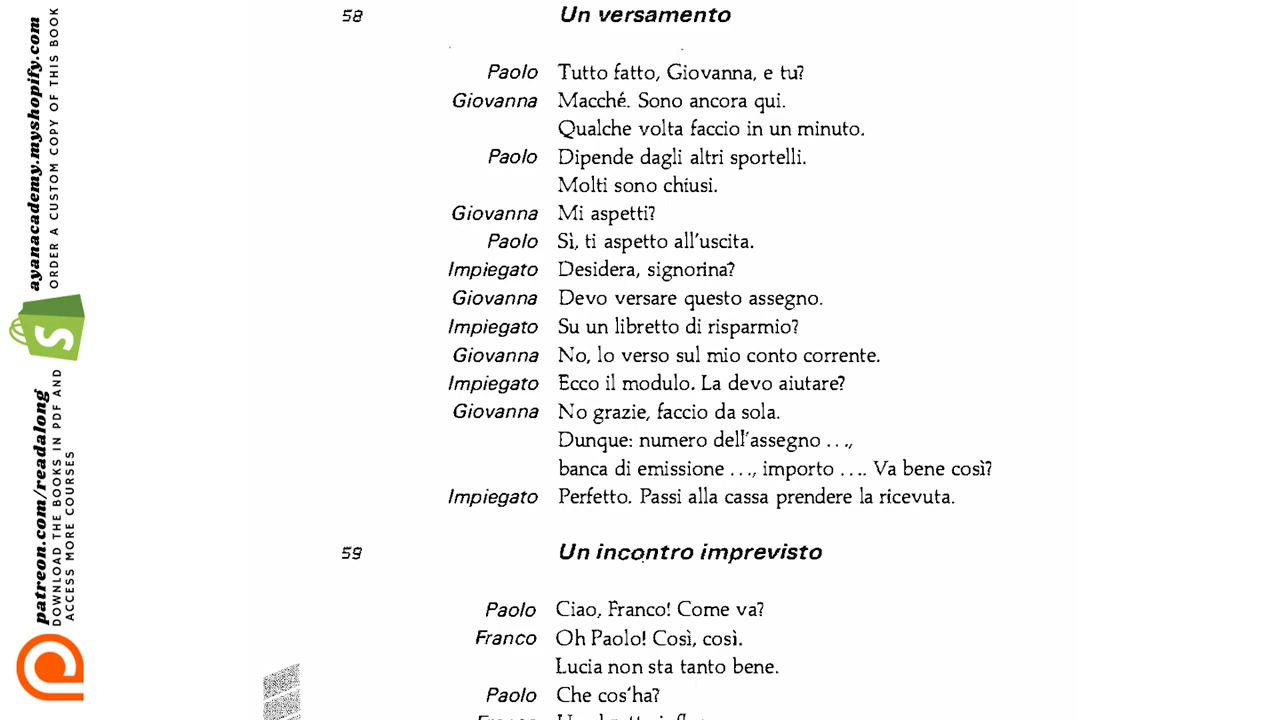 58 Un versamento
Paolo Tutto fatto, Giovanna, e tu?
Giovanna Macché. Sono ancora qui.
Qualche volta faccio in un minuto.
Paolo Dipende dagli altri sportelli.
Molti sono chiusi.
Giovanna Mi aspetti?
Paolo Sì, ti aspetto all'uscita.
Impiegato Desidera, signorina?
Giovanna Devo versare questo assegno.
Impiegato Su un libretto di risparmio?
Giovanna No, lo verso sul mio conto corrente.
Impiegato Ecco il modulo. La devo aiutare?
Giovanna No grazie, faccio da sola.
Dunque: numero dell'assegno . . .,
banca di emissione . . ., importo . . . . Va bene così?
Impiegato Perfetto. Passi alla cassa prendere la ricevuta.
59 Un incontro imprevisto
Paolo Ciao, Franco! Come va?
Franco Oh Paolo! Così, così.
Lucia non sta tanto bene.
Paolo Che cos'ha?
ayanacademy.myshopify.com
ORDER A CUSTOM COPY OF THIS BOOK
patreon.com/readalong
DOWNLOAD THE BOOKS IN PDF AND
ACCESS MORE COURSES